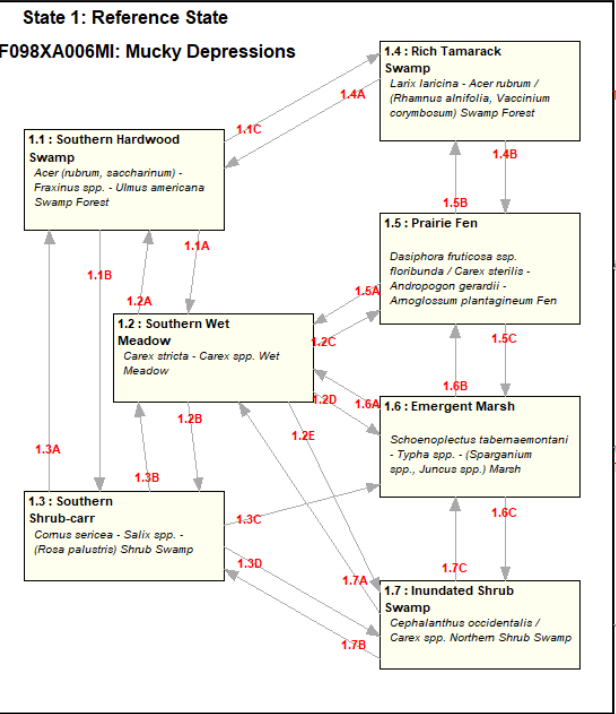 State 1: Reference State
F098XA006MI: Mucky Depressions
1.4 : Rich Tamarack
Swamp
Larix laricina - Acer rubrum /
(Rhamnus alnifolia, Vaccinium
corymbosum) Swamp Forest
1.4A
1.1C
1.1 : Southern Hardwood
Swamp
Acer (rubrum, saccharinum) -
Fraxinus spp. - Ulmus americana
Swamp Forest
1.4B
1.5B
1.5 : Prairie Fen
Dasiphora fruticosa ssp.
floribunda / Carex sterilis -
Andropogon gerardii -
Arnoglossum plantagineum Fen
1.1A
1.1B
1.5A
1.2A
1.2 : Southern Wet
Meadow
Carex stricta - Carex spp. Wet
Meadow
1.2C
1.5C
1.6B
1.2D
1.6A
1.6 : Emergent Marsh
Schoenoplectus tabernaemontani
- Typha spp. - (Sparganium
spp., Juncus spp.) Marsh
1.2B
1.2E
1.3A
1.3B
1.3 : Southern
Shrub-carr
Cornus sericea - Salix spp. -
(Rosa palustris) Shrub Swamp
1.3C
1.6C
1.3D
1.7A
1.7C
1.7 : Inundated Shrub
Swamp
Cephalanthus occidentalis /
Carex spp. Northern Shrub Swamp
1.7B